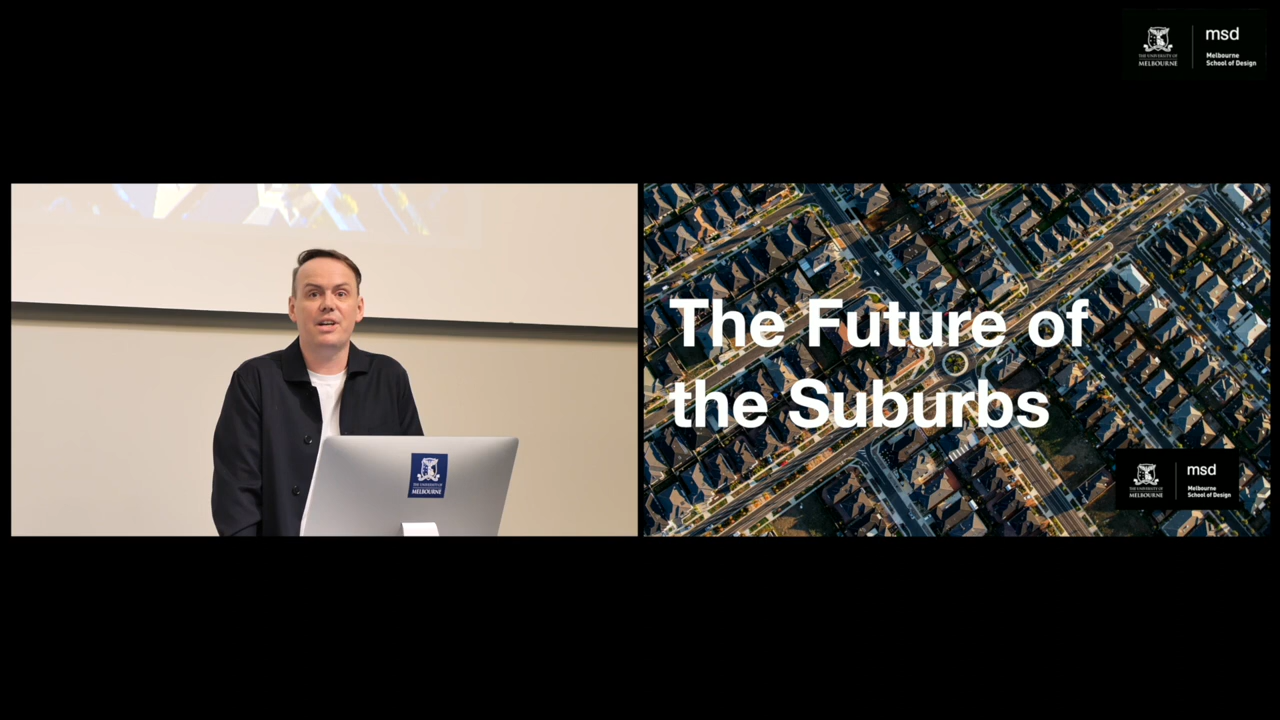 THE UNIVERSITY OF
MELBOURNE
msd
Melbourne
School of Design
The Future of
the Suburbs
THE UNIVERSITY OF
MELBOURNE
THE UNIVERSITY OF
MELBOURNE
msd
Melbourne
School of Design